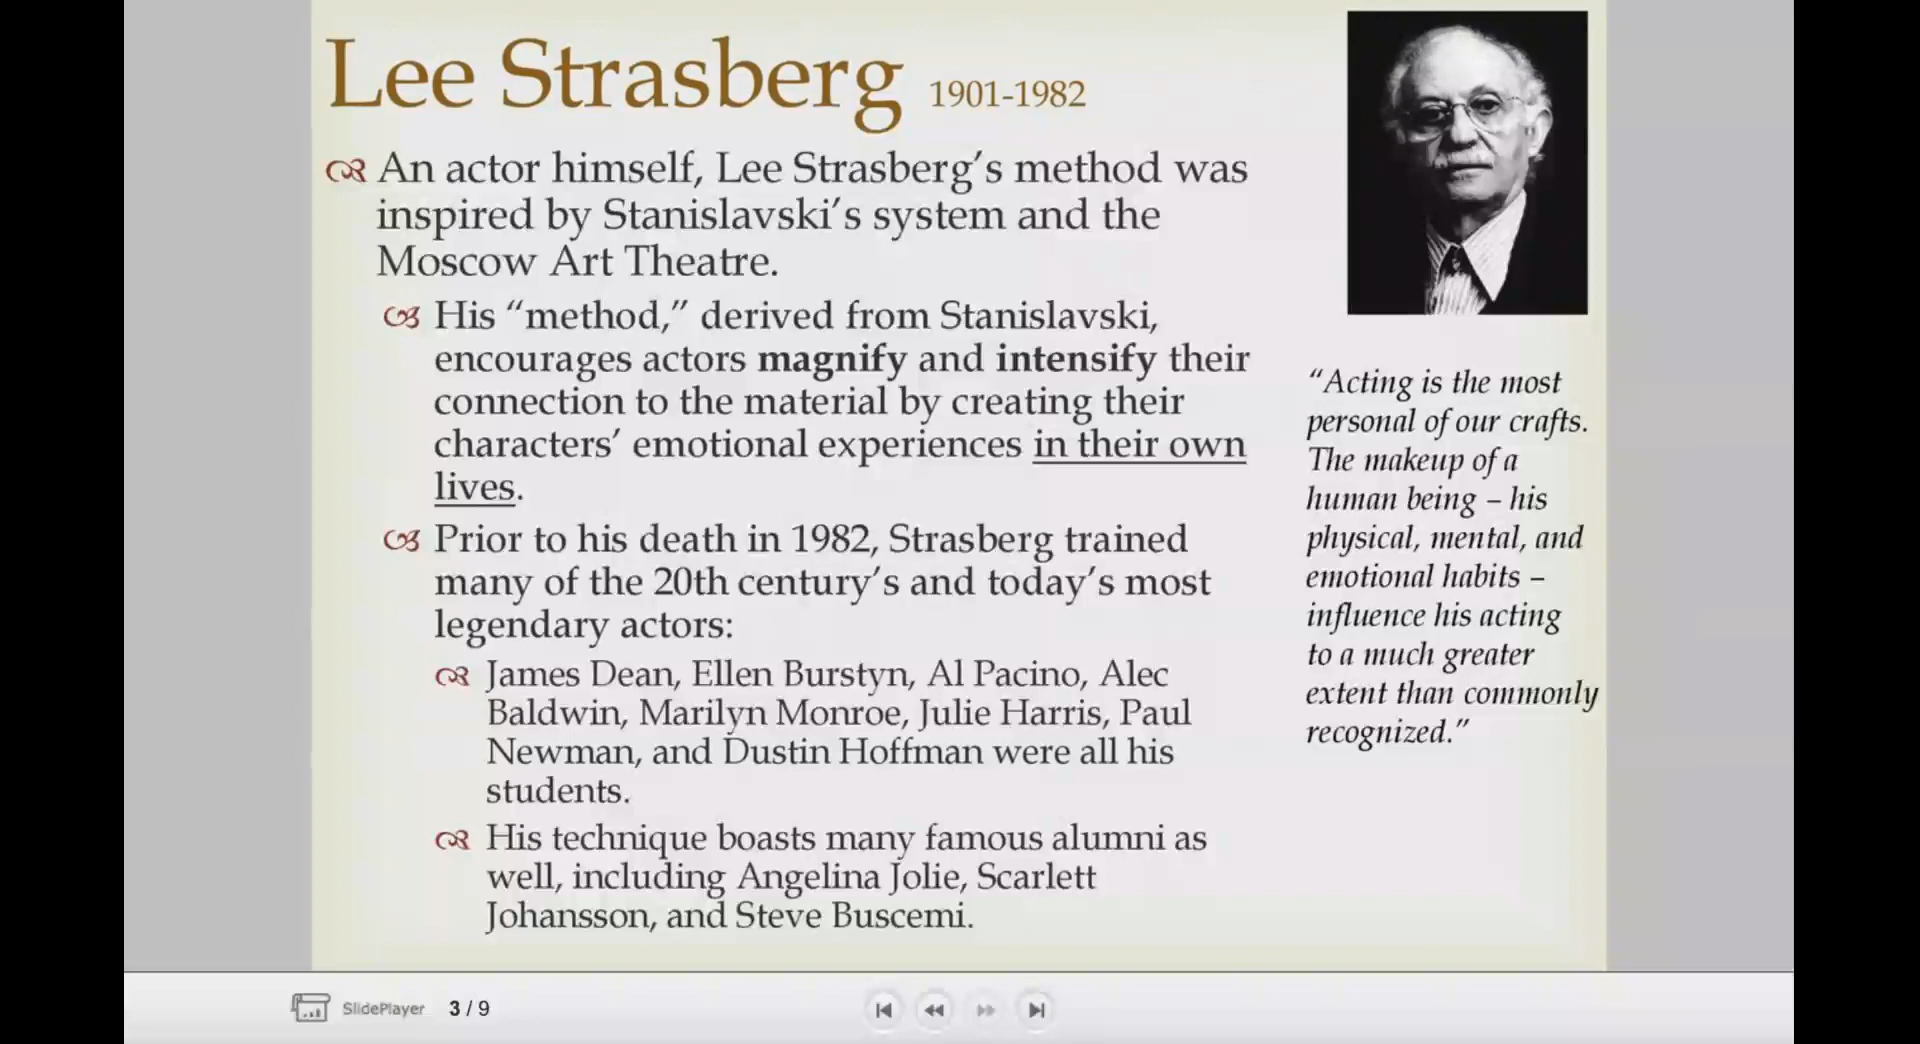 Lee Strasberg 1901-1982
An actor himself, Lee Strasberg’s method was
inspired by Stanislavski’s system and the
Moscow Art Theatre.
His “method,” derived from Stanislavski,
encourages actors magnify and intensify their
connection to the material by creating their
characters’ emotional experiences in their own
lives.
Prior to his death in 1982, Strasberg trained
many of the 20th century’s and today’s most
legendary actors:
James Dean, Ellen Burstyn, Al Pacino, Alec
Baldwin, Marilyn Monroe, Julie Harris, Paul
Newman, and Dustin Hoffman were all his
students.
His technique boasts many famous alumni as
well, including Angelina Jolie, Scarlett
Johansson, and Steve Buscemi.
“Acting is the most
personal of our crafts.
The makeup of a
human being – his
physical, mental, and
emotional habits –
influence his acting
to a much greater
extent than commonly
recognized.”
SlidePlayer 3 / 9